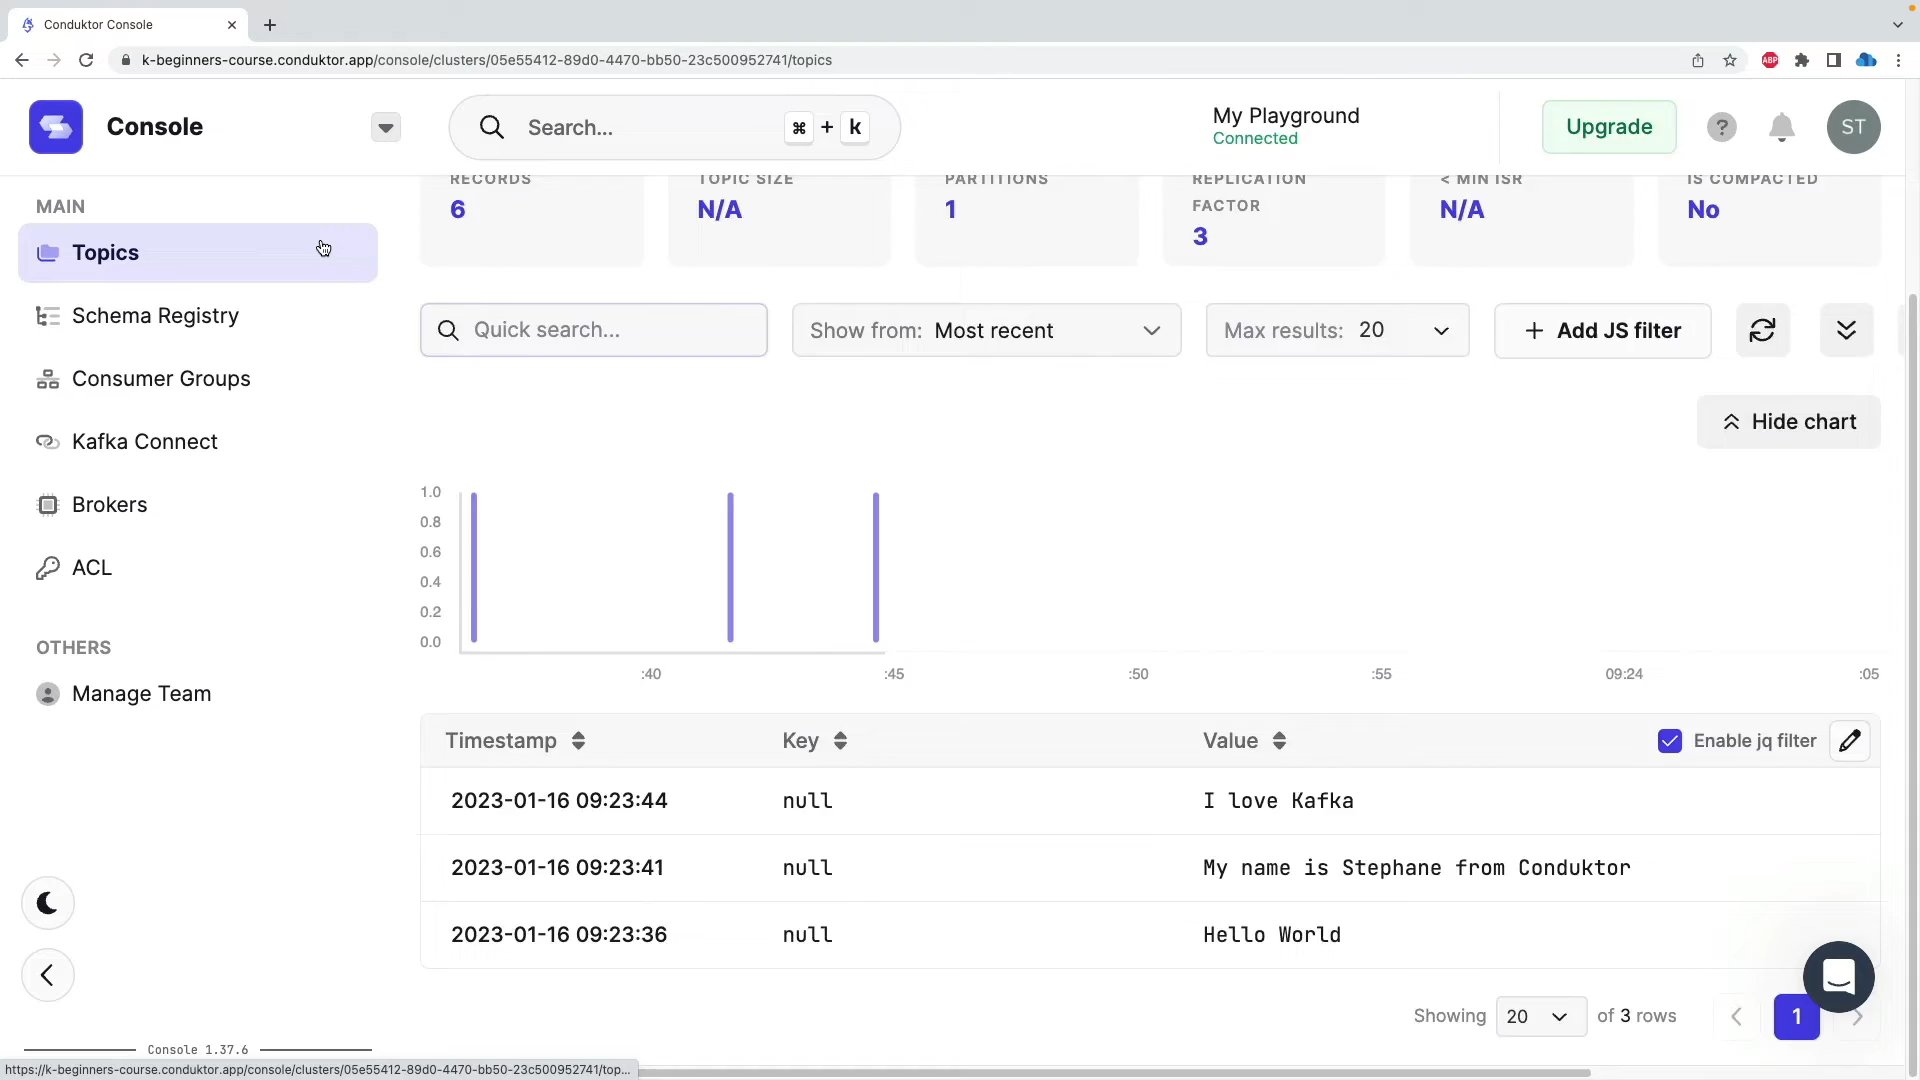 Conduktor Console
k-beginners-course.conduktor.app/console/clusters/05e55412-89d0-4470-bb50-23c500952741/topics
ABP
Console
Search...
⌘ + k
My Playground
Connected
Upgrade
?
ST
MAIN
Topics
Schema Registry
Consumer Groups
Kafka Connect
Brokers
ACL
OTHERS
Manage Team
Console 1.37.6
RECORDS
6
TOPIC SIZE
N/A
PARTITIONS
1
REPLICATION
FACTOR
3
< MIN ISR
N/A
IS COMPACTED
No
Quick search...
Show from: Most recent
Max results: 20
+ Add JS filter
Hide chart
1.0
0.8
0.6
0.4
0.2
0.0
:40 :45 :50 :55 09:24 :05
Timestamp Key Value Enable jq filter
2023-01-16 09:23:44 null I love Kafka
2023-01-16 09:23:41 null My name is Stephane from Conduktor
2023-01-16 09:23:36 null Hello World
Showing 20 of 3 rows
1
https://k-beginners-course.conduktor.app/console/clusters/05e55412-89d0-4470-bb50-23c500952741/top...